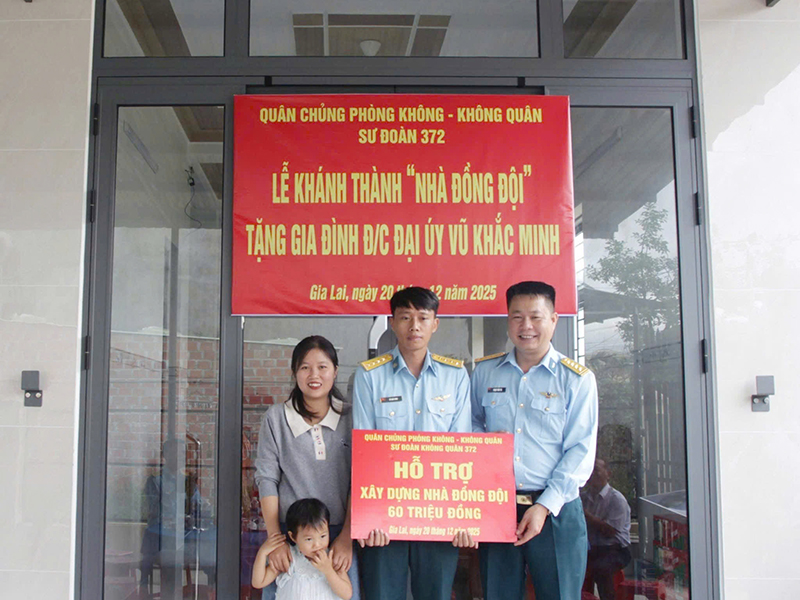 QUÂN CHỦNG PHÒNG KHÔNG - KHÔNG QUÂN
SƯ ĐOÀN 372
LỄ KHÁNH THÀNH "NHÀ ĐỒNG ĐỘI"
TẶNG GIA ĐÌNH Đ/C ĐẠI ÚY VŨ KHẮC MINH
Gia Lai, ngày 20 tháng 12 năm 2025
QUÂN CHỦNG PHÒNG KHÔNG - KHÔNG QUÂN
SƯ ĐOÀN KHÔNG QUÂN 372
HỖ TRỢ
XÂY DỰNG NHÀ ĐỒNG ĐỘI
60 TRIỆU ĐỒNG
Gia Lai, ngày 20 tháng 12 năm 2025